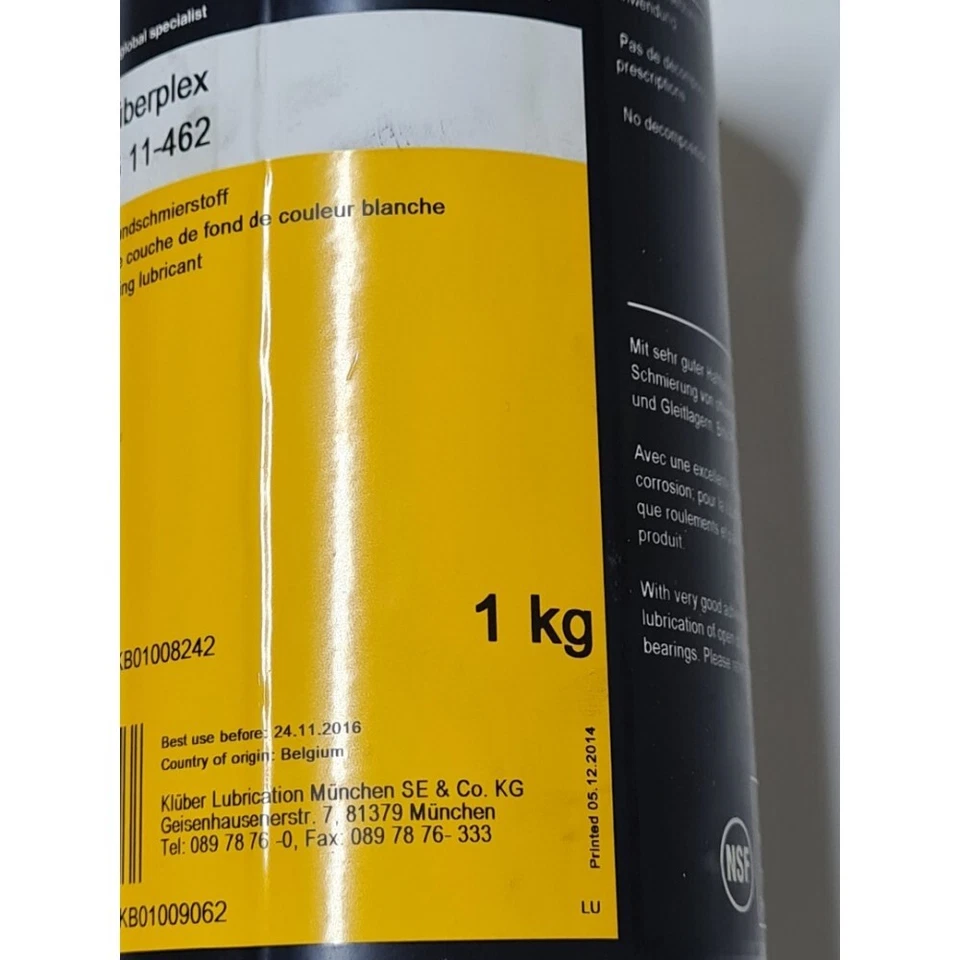 global specialist
überplex
11-462
ndschmierstoff
couche de fond de couleur blanche
ng lubricant
1 kg
KB01008242
Best use before: 24.11.2016
Country of origin: Belgium
Klüber Lubrication München SE & Co. KG
Geisenhausenerstr. 7, 81379 München
Tel: 089 78 76 -0, Fax: 089 78 76- 333
KB01009062
Printed 05.12.2014
LU
nwendung
Pas de
prescriptions
No decomposition
Mit sehr guter
Schmierung von
und Gleitlagern.
Avec une
corrosion; pour
que roulements
produit.
With very good
lubrication of open
bearings. Please
NSF